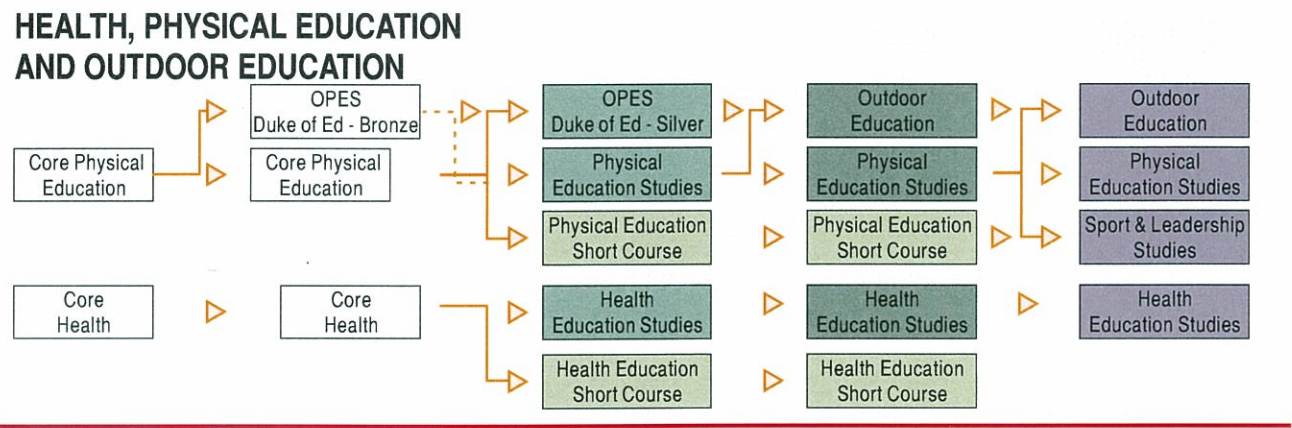 HEALTH, PHYSICAL EDUCATION
AND OUTDOOR EDUCATION
OPES
Duke of Ed - Bronze
OPES
Duke of Ed - Silver
Outdoor
Education
Outdoor
Education
Core Physical
Education
Core Physical
Education
Physical
Education Studies
Physical
Education Studies
Physical
Education Studies
Physical Education
Short Course
Physical Education
Short Course
Sport & Leadership
Studies
Core
Health
Core
Health
Health
Education Studies
Health
Education Studies
Health
Education Studies
Health Education
Short Course
Health Education
Short Course